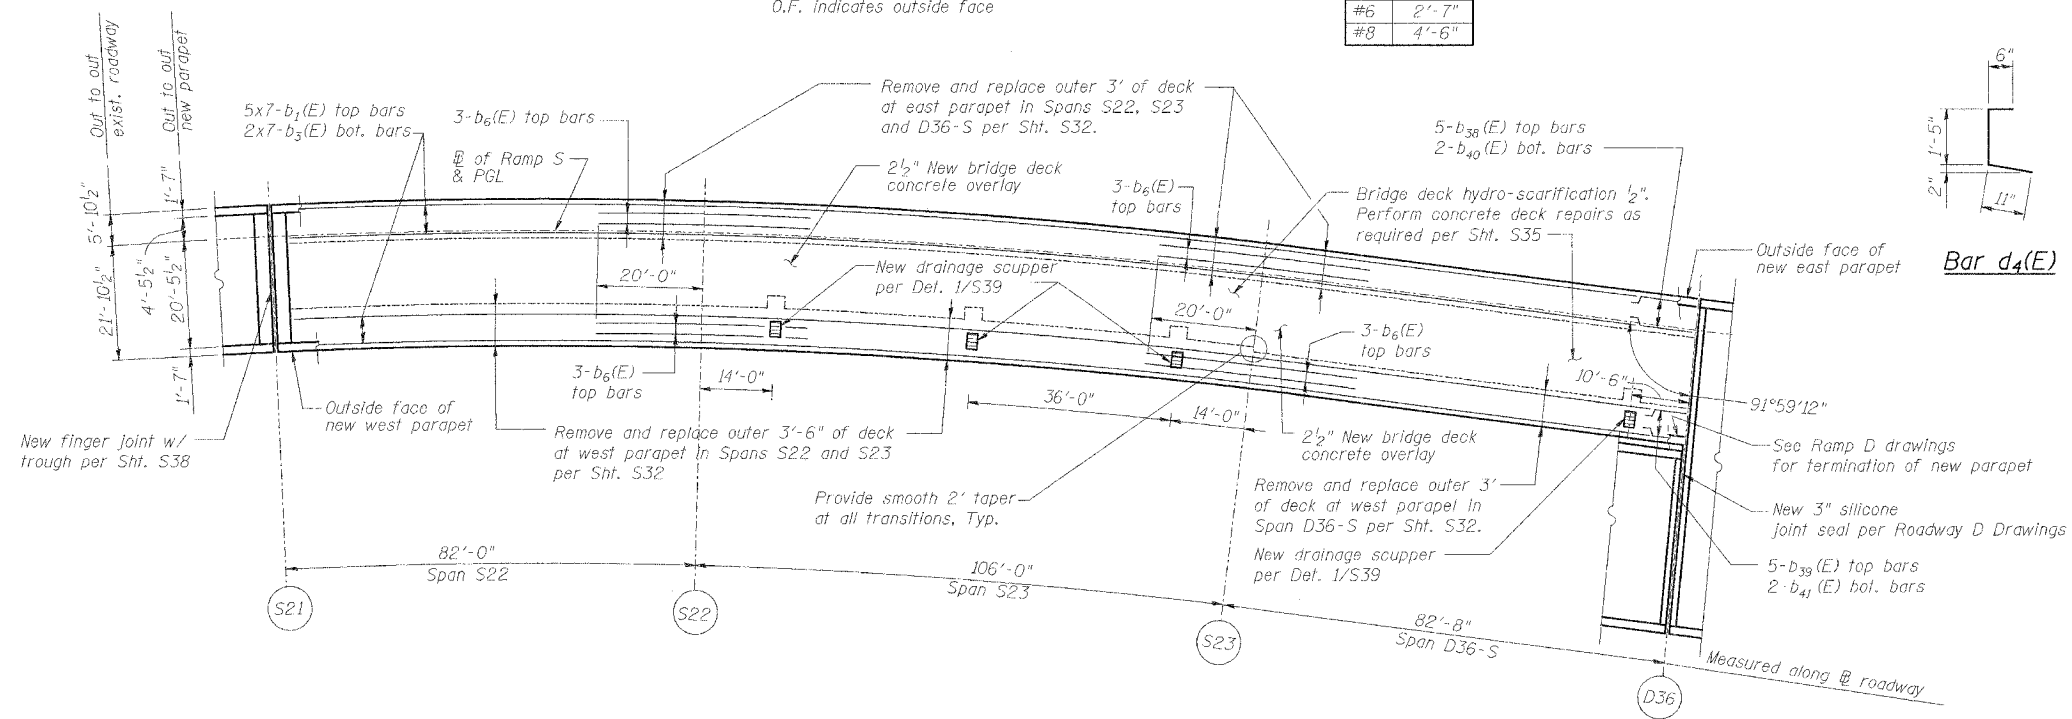 O.F. indicates outside face
#6 2'-7"
#8 4'-6"
Out to out
exist. roadway
Out to out
new parapet
5'-10½"
1'-7"
21'-10½"
4'-5½"
20'-5½"
1'-7"
5x7-b₁(E) top bars
2x7-b₃(E) bot. bars
3-b₆(E) top bars
℄ of Ramp S
& PGL
Remove and replace outer 3' of deck
at east parapet in Spans S22, S23
and D36-S per Sht. S32.
2½" New bridge deck
concrete overlay
3-b₆(E)
top bars
5-b₃₈(E) top bars
2-b₄₀(E) bot. bars
Bridge deck hydro-scarification ½".
Perform concrete deck repairs as
required per Sht. S35
Outside face of
new east parapet
6"
1'-5"
2"
11"
Bar d₄(E)
20'-0"
New drainage scupper
per Det. 1/S39
20'-0"
3-b₆(E)
top bars
3-b₆(E)
top bars
14'-0"
36'-0"
14'-0"
10'-6"
91°59'12"
Outside face of
new west parapet
New finger joint w/
trough per Sht. S38
Remove and replace outer 3'-6" of deck
at west parapet in Spans S22 and S23
per Sht. S32
2½" New bridge deck
concrete overlay
See Ramp D drawings
for termination of new parapet
Provide smooth 2' taper
at all transitions, Typ.
Remove and replace outer 3'
of deck at west parapet in
Span D36-S per Sht. S32.
New drainage scupper
per Det. 1/S39
New 3" silicone
joint seal per Roadway D Drawings
5-b₃₉(E) top bars
2-b₄₁(E) bot. bars
82'-0"
Span S22
106'-0"
Span S23
82'-8"
Span D36-S
S21
S22
S23
D36
Measured along ℄ roadway